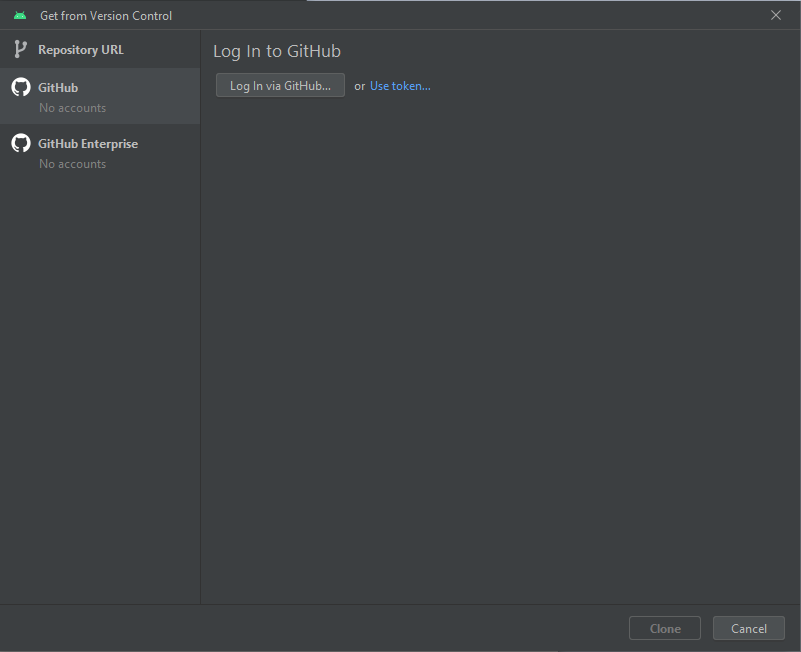 Get from Version Control
Repository URL
GitHub
No accounts
GitHub Enterprise
No accounts
Log In to GitHub
Log In via GitHub... or Use token...
Clone
Cancel